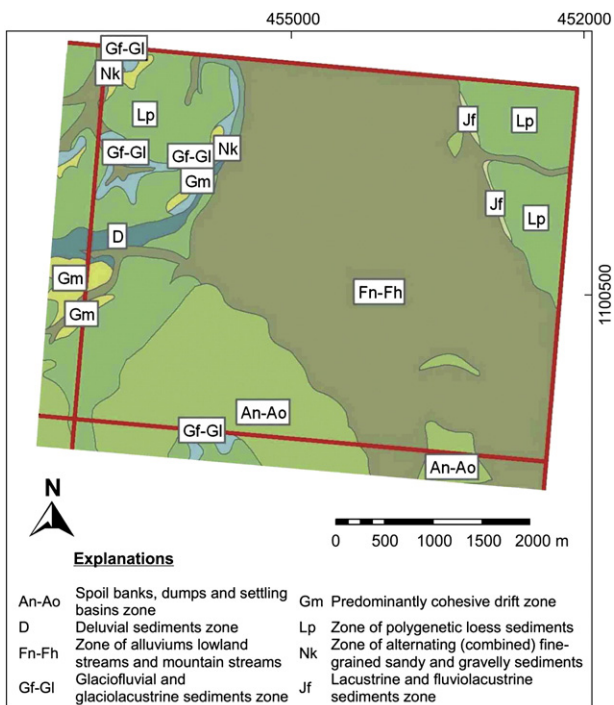 455000
452000
Gf-Gl
Nk
Lp
Jf
Lp
Gf-Gl
Gf-Gl
Nk
Gm
Jf
Lp
D
Gm
Fn-Fh
1100500
Gm
An-Ao
Gf-Gl
An-Ao
N
0 500 1000 1500 2000 m
Explanations
An-Ao Spoil banks, dumps and settling
basins zone
D Deluvial sediments zone
Fn-Fh Zone of alluviums lowland
streams and mountain streams
Gf-Gl Glaciofluvial and
glaciolacustrine sediments zone
Gm Predominantly cohesive drift zone
Lp Zone of polygenetic loess sediments
Nk Zone of alternating (combined) fine-
grained sandy and gravelly sediments
Jf Lacustrine and fluviolacustrine
sediments zone